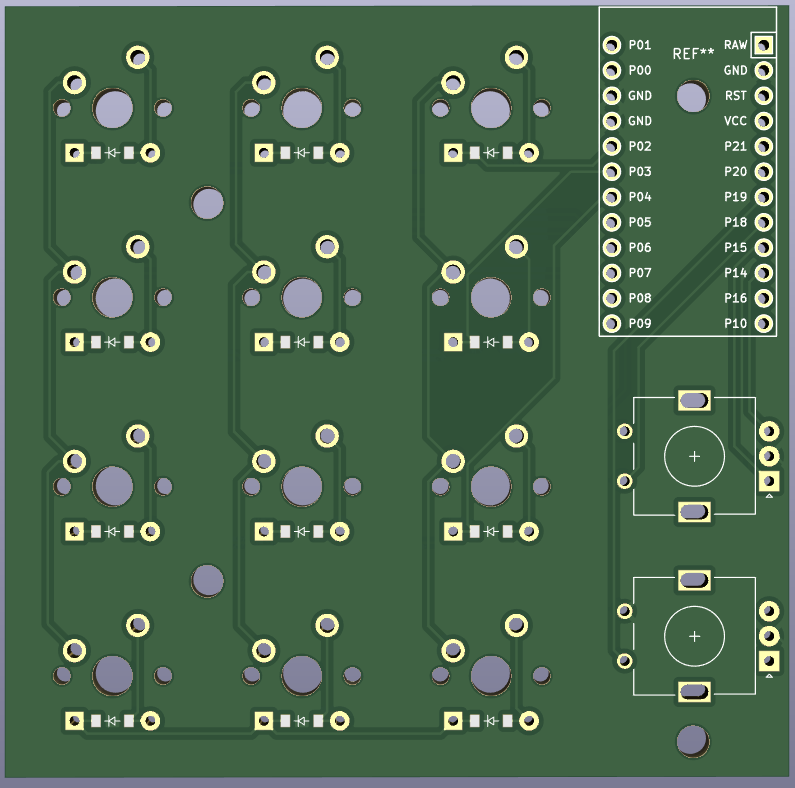 P01 RAW
REF**
P00 GND
GND RST
GND VCC
P02 P21
P03 P20
P04 P19
P05 P18
P06 P15
P07 P14
P08 P16
P09 P10